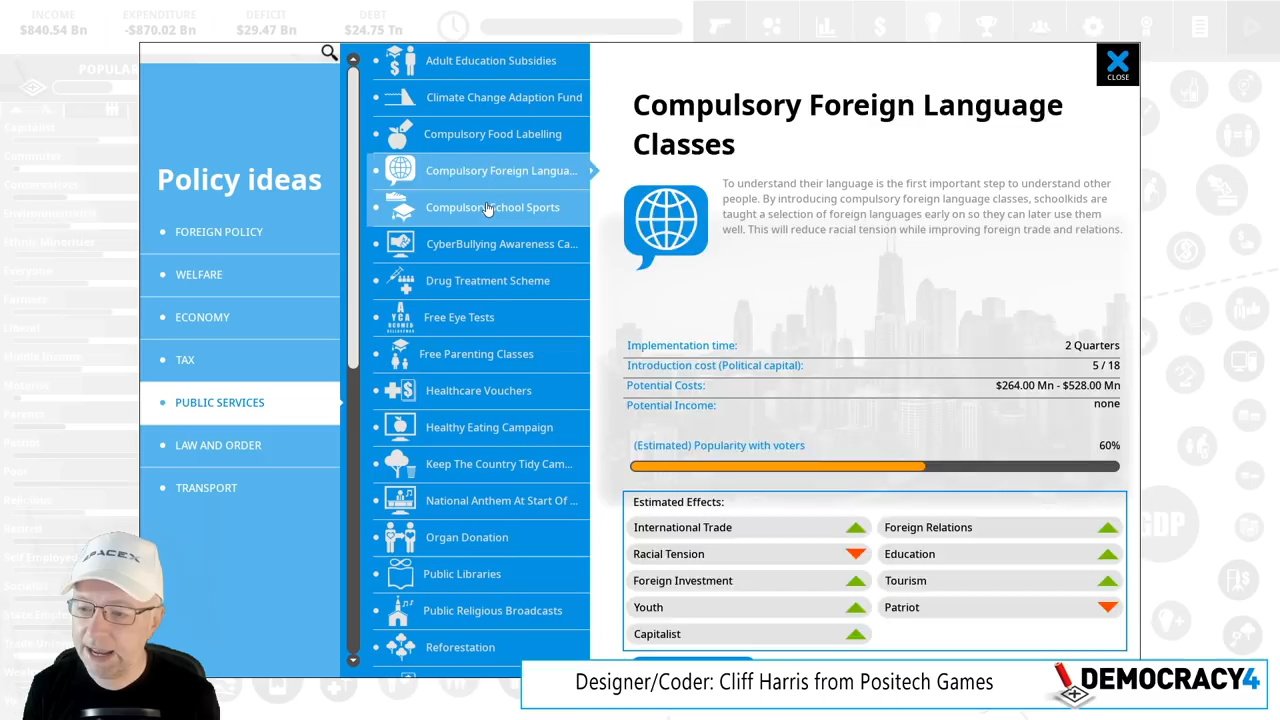 INCOME
$840.54 Bn
EXPENDITURE
-$870.02 Bn
DEFICIT
$29.47 Bn
DEBT
$24.75 Tn
Policy ideas
FOREIGN POLICY
WELFARE
ECONOMY
TAX
PUBLIC SERVICES
LAW AND ORDER
TRANSPORT
Adult Education Subsidies
Climate Change Adaption Fund
Compulsory Food Labelling
Compulsory Foreign Langua...
Compulsory School Sports
CyberBullying Awareness Ca...
Drug Treatment Scheme
Free Eye Tests
Free Parenting Classes
Healthcare Vouchers
Healthy Eating Campaign
Keep The Country Tidy Cam...
National Anthem At Start Of ...
Organ Donation
Public Libraries
Public Religious Broadcasts
Reforestation
CLOSE
Compulsory Foreign Language
Classes
To understand their language is the first important step to understand other
people. By introducing compulsory foreign language classes, schoolkids are
taught a selection of foreign languages early on so they can later use them
well. This will reduce racial tension while improving foreign trade and relations.
Implementation time: 2 Quarters
Introduction cost (Political capital): 5 / 18
Potential Costs: $264.00 Mn - $528.00 Mn
Potential Income: none
(Estimated) Popularity with voters 60%
Estimated Effects:
International Trade
Foreign Relations
Racial Tension
Education
Foreign Investment
Tourism
Youth
Patriot
Capitalist
GDP
SPACEX
Designer/Coder: Cliff Harris from Positech Games
DEMOCRACY4